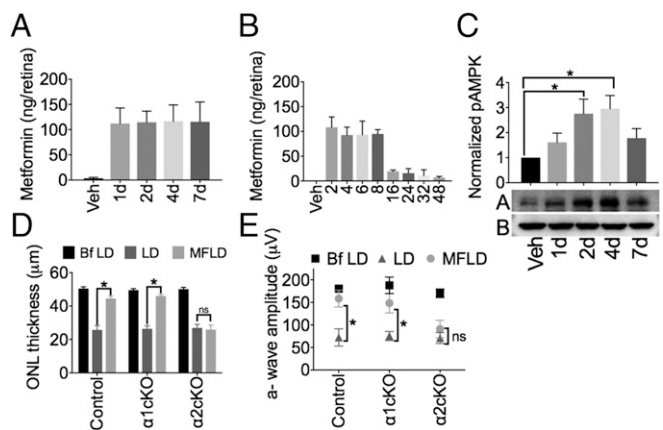 A
Metformin (ng/retina)
200
150
100
50
0
Veh
1d
2d
4d
7d
B
Metformin (ng/retina)
200
150
100
50
0
Veh
2
4
6
8
16
24
32
48
C
Normalized pAMPK
5
4
3
2
1
0
*
*
A
B
Veh
1d
2d
4d
7d
D
Bf LD
LD
MFLD
ONL thickness (µm)
60
40
20
0
*
*
ns
Control
α1cKO
α2cKO
E
Bf LD
LD
MFLD
a- wave amplitude (µV)
200
150
100
50
0
*
*
ns
Control
α1cKO
α2cKO